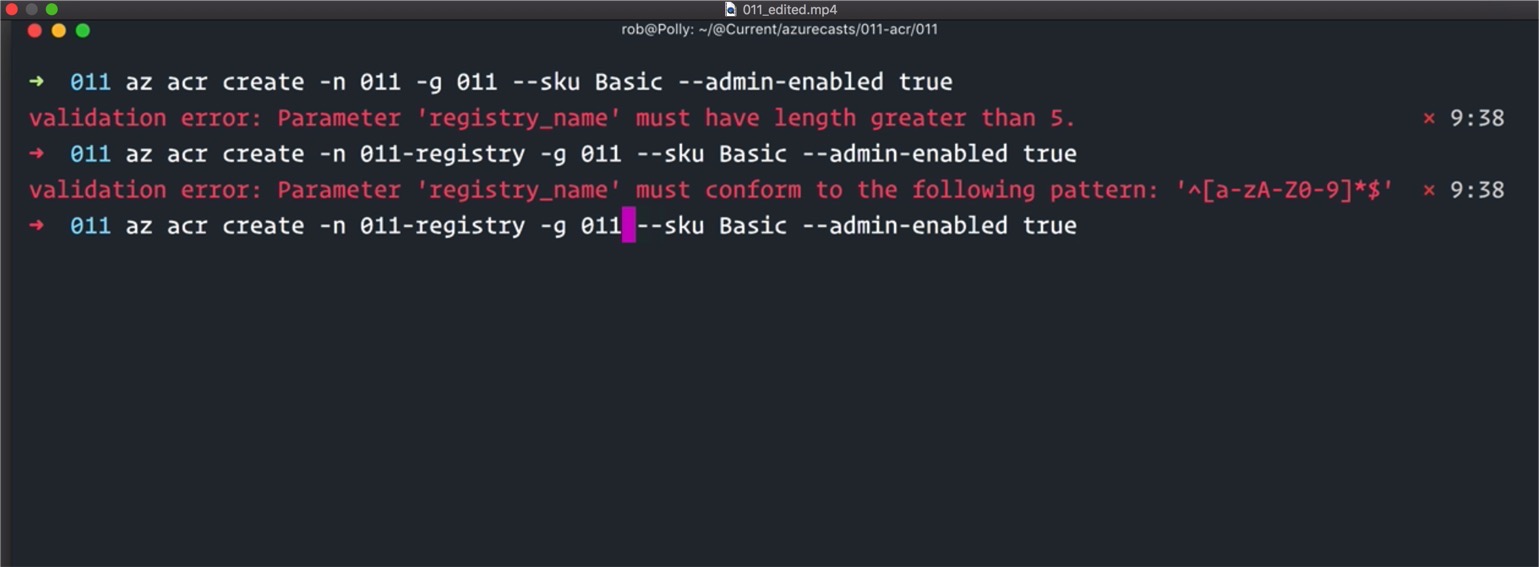 011_edited.mp4
rob@Polly: ~/@Current/azurecasts/011-acr/011
➜ 011 az acr create -n 011 -g 011 --sku Basic --admin-enabled true
validation error: Parameter 'registry_name' must have length greater than 5. × 9:38
➜ 011 az acr create -n 011-registry -g 011 --sku Basic --admin-enabled true
validation error: Parameter 'registry_name' must conform to the following pattern: '^[a-zA-Z0-9]*$' × 9:38
➜ 011 az acr create -n 011-registry -g 011 --sku Basic --admin-enabled true